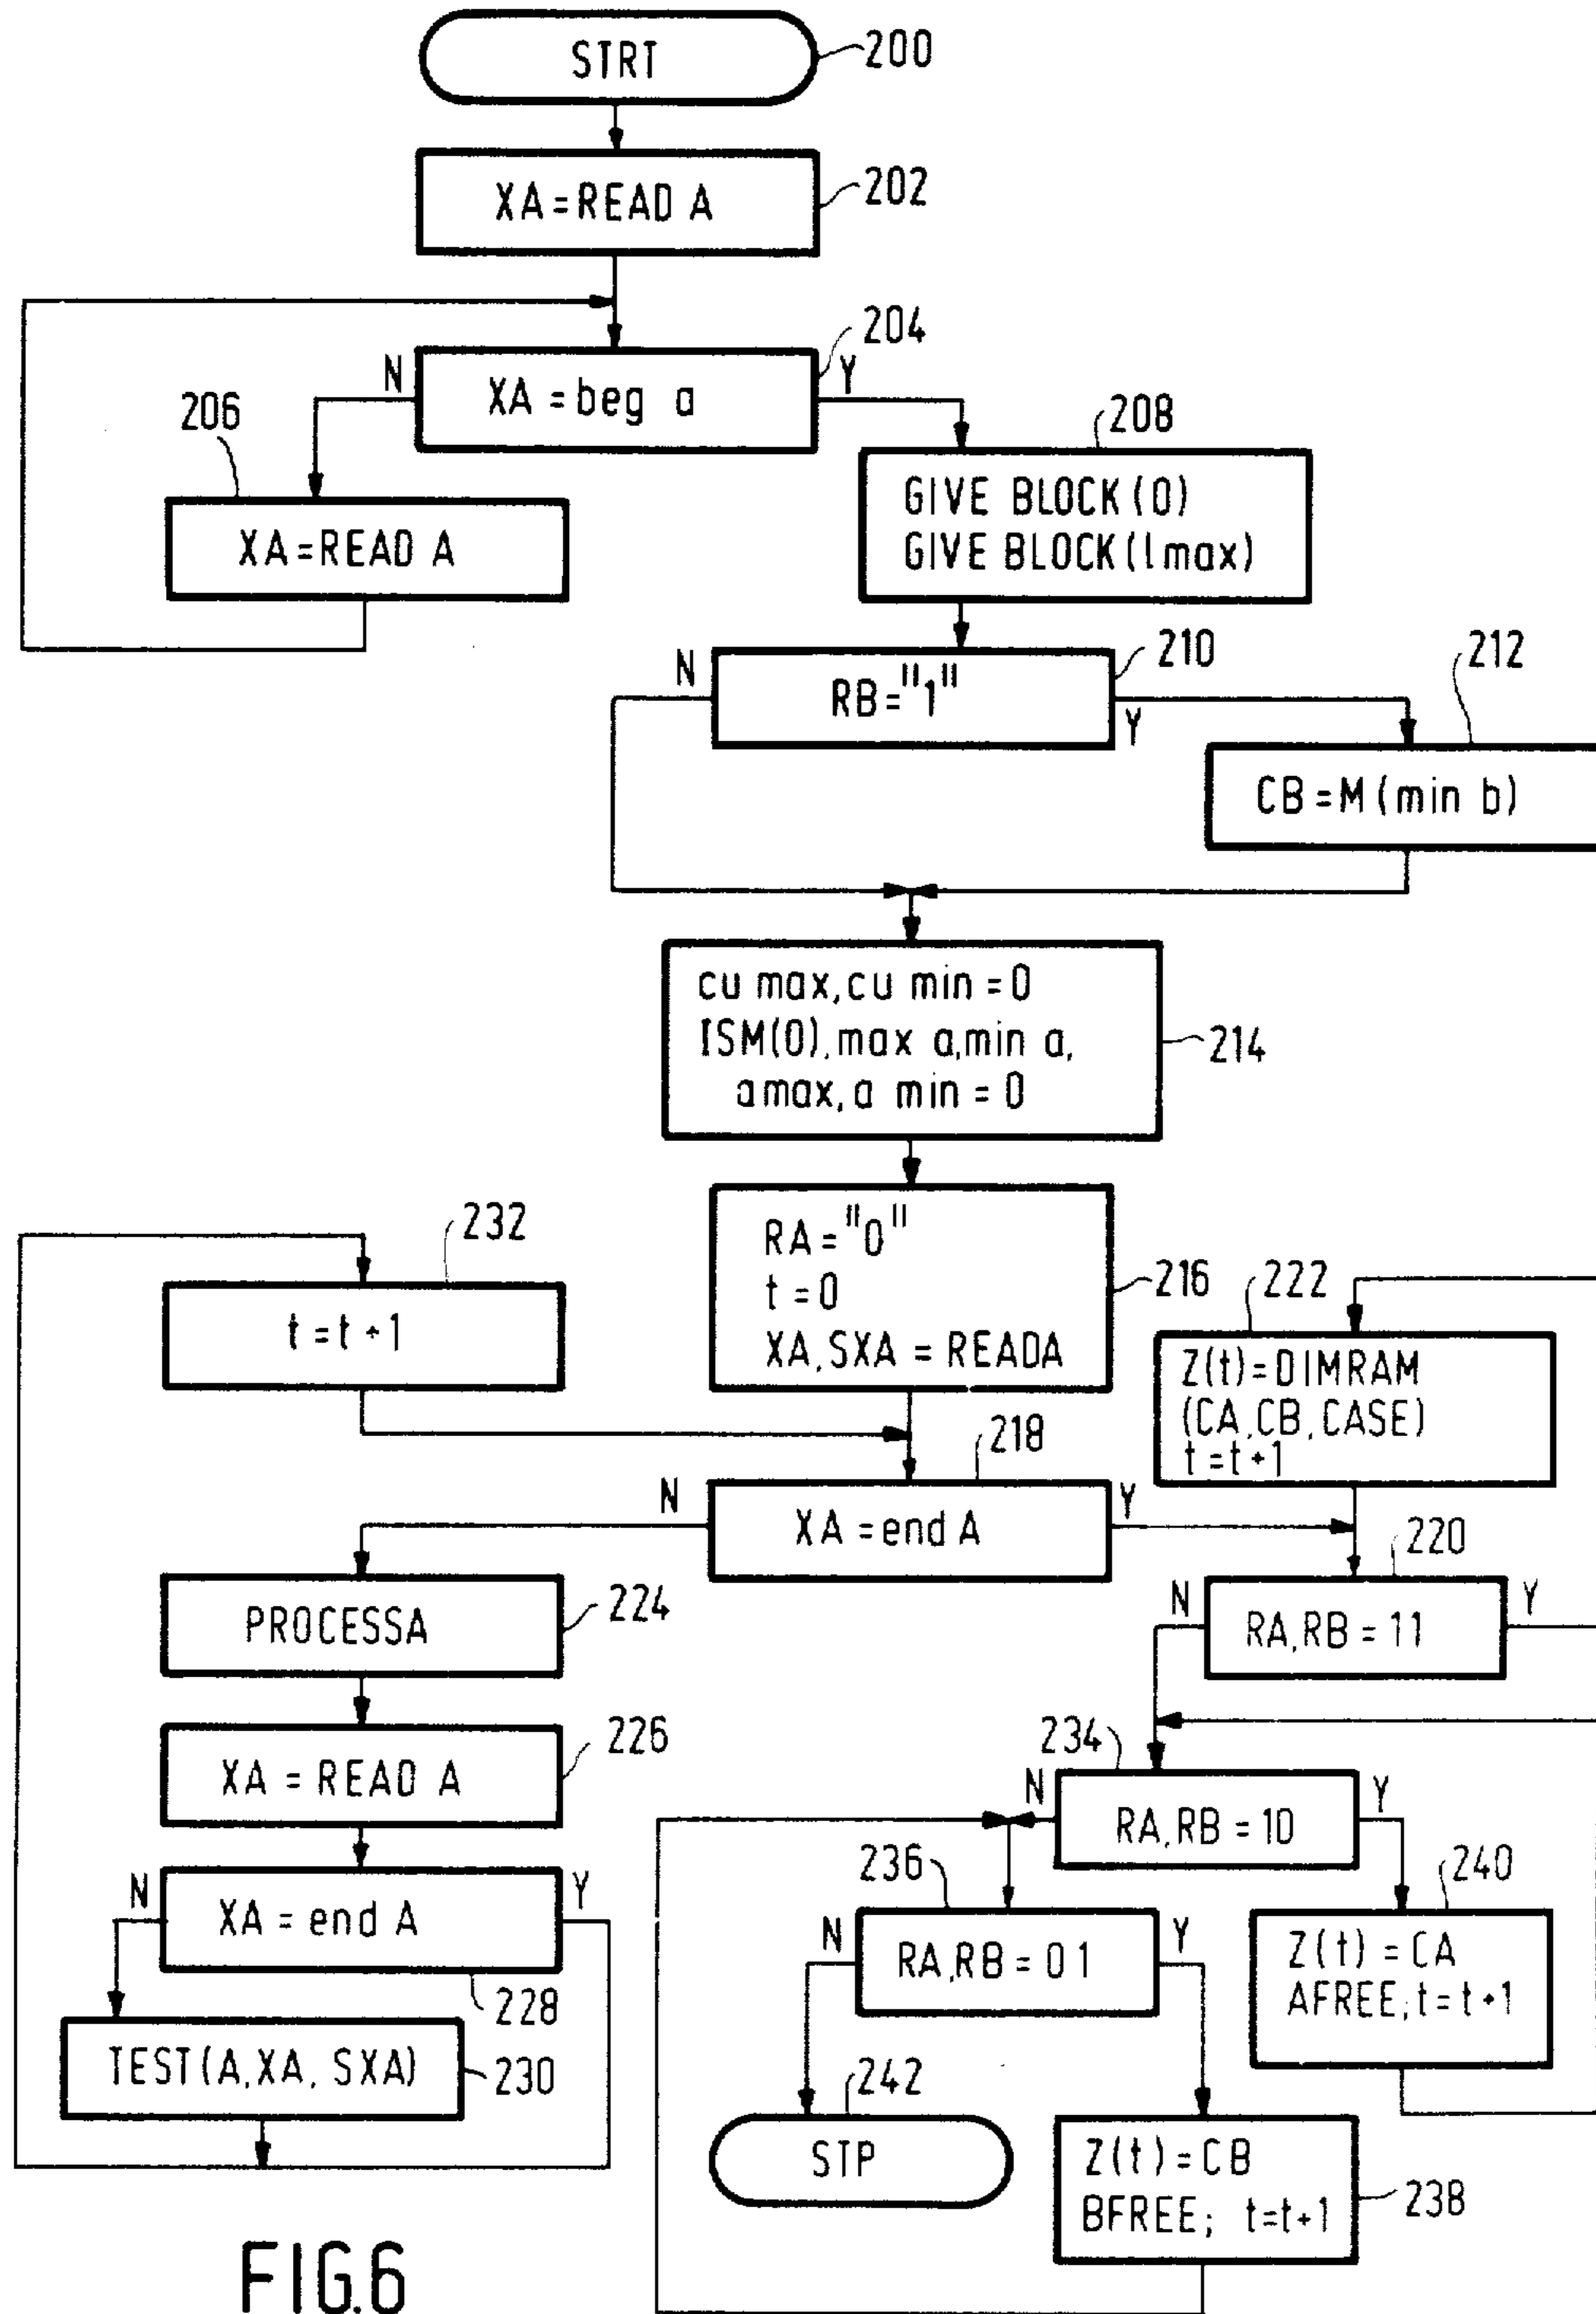 STRT
200
XA=READ A
202
204
N
XA=beg a
Y
206
XA=READ A
208
GIVE BLOCK(0)
GIVE BLOCK(lmax)
210
N
RB="1"
Y
212
CB=M(min b)
cu max,cu min=0
ISM(0),max a,min a,
amax,a min=0
214
RA="0"
t=0
XA,SXA=READA
216
232
t=t+1
222
Z(t)=DIMRAM
(CA,CB,CASE)
t=t+1
218
N
XA=end A
Y
220
N
RA,RB=11
Y
PROCESSA
224
XA=READ A
226
234
N
RA,RB=10
Y
N
XA=end A
Y
228
236
N
RA,RB=01
Y
240
Z(t)=CA
AFREE;t=t+1
TEST(A,XA,SXA)
230
242
STP
Z(t)=CB
BFREE; t=t+1
238
FIG.6